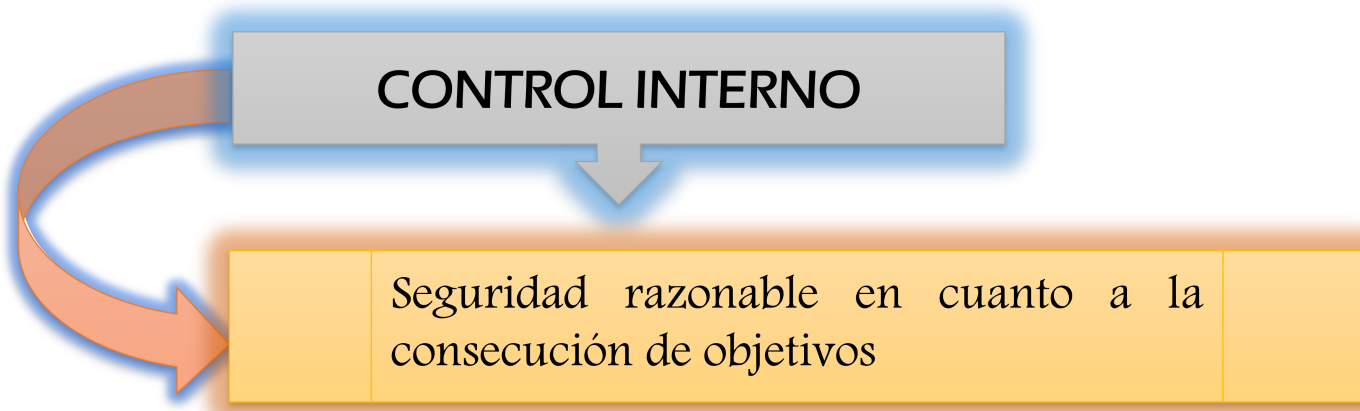 CONTROL INTERNO
Seguridad razonable en cuanto a la
consecución de objetivos